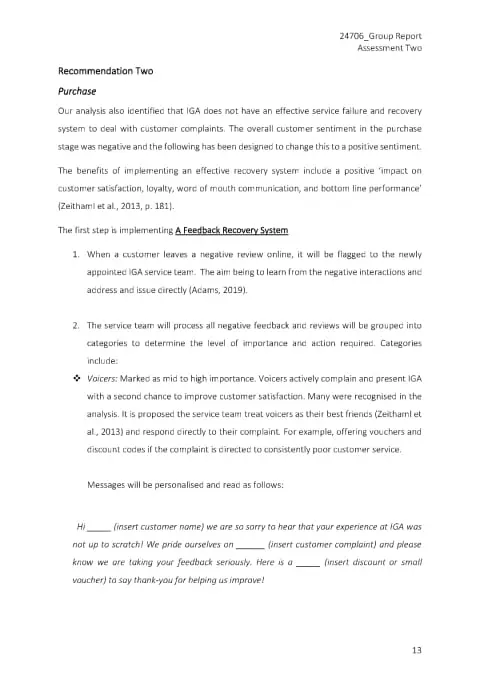 24706_Group Report
Assessment Two
Recommendation Two
Purchase
Our analysis also identified that IGA does not have an effective service failure and recovery
system to deal with customer complaints. The overall customer sentiment in the purchase
stage was negative and the following has been designed to change this to a positive sentiment.
The benefits of implementing an effective recovery system include a positive ‘impact on
customer satisfaction, loyalty, word of mouth communication, and bottom line performance’
(Zeithaml et al., 2013, p. 181).
The first step is implementing A Feedback Recovery System
1. When a customer leaves a negative review online, it will be flagged to the newly
appointed IGA service team. The aim being to learn from the negative interactions and
address and issue directly (Adams, 2019).
2. The service team will process all negative feedback and reviews will be grouped into
categories to determine the level of importance and action required. Categories
include:
❖ Voicers: Marked as mid to high importance. Voicers actively complain and present IGA
with a second chance to improve customer satisfaction. Many were recognised in the
analysis. It is proposed the service team treat voicers as their best friends (Zeithaml et
al., 2013) and respond directly to their complaint. For example, offering vouchers and
discount codes if the complaint is directed to consistently poor customer service.
Messages will be personalised and read as follows:
Hi _____ (insert customer name) we are so sorry to hear that your experience at IGA was
not up to scratch! We pride ourselves on ______ (insert customer complaint) and please
know we are taking your feedback seriously. Here is a _____ (insert discount or small
voucher) to say thank-you for helping us improve!
13